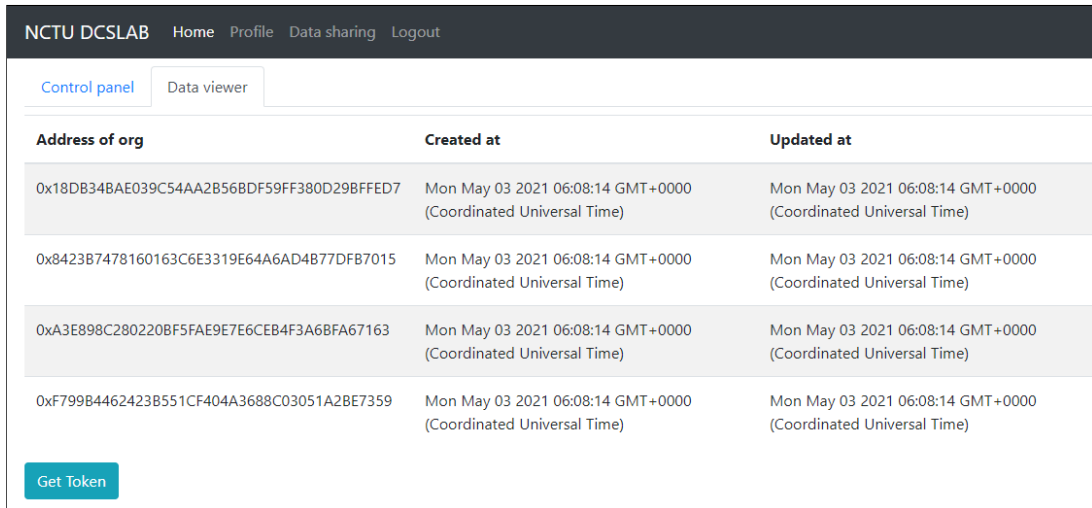 NCTU DCSLAB Home Profile Data sharing Logout
Control panel Data viewer
Address of org Created at Updated at
0x18DB34BAE039C54AA2B56BDF59FF380D29BFFED7 Mon May 03 2021 06:08:14 GMT+0000 Mon May 03 2021 06:08:14 GMT+0000
(Coordinated Universal Time) (Coordinated Universal Time)
0x8423B7478160163C6E3319E64A6AD4B77DFB7015 Mon May 03 2021 06:08:14 GMT+0000 Mon May 03 2021 06:08:14 GMT+0000
(Coordinated Universal Time) (Coordinated Universal Time)
0xA3E898C280220BF5FAE9E7E6CEB4F3A6BFA67163 Mon May 03 2021 06:08:14 GMT+0000 Mon May 03 2021 06:08:14 GMT+0000
(Coordinated Universal Time) (Coordinated Universal Time)
0xF799B4462423B551CF404A3688C03051A2BE7359 Mon May 03 2021 06:08:14 GMT+0000 Mon May 03 2021 06:08:14 GMT+0000
(Coordinated Universal Time) (Coordinated Universal Time)
Get Token